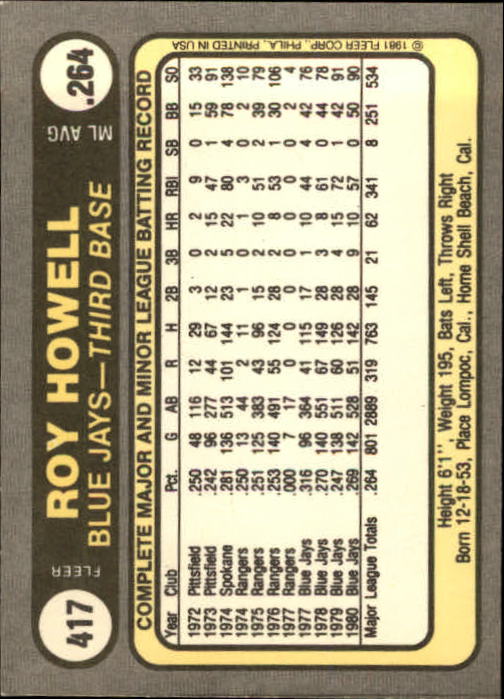 417
FLEER
ROY HOWELL
BLUE JAYS—THIRD BASE
ML AVG
.264
COMPLETE MAJOR AND MINOR LEAGUE BATTING RECORD
Year Club Pct. G AB R H 2B 3B HR RBI SB BB SO
1972 Pittsfield .250 48 116 12 29 3 0 2 9 0 15 33
1973 Pittsfield .242 96 277 44 67 12 2 5 47 1 59 91
1974 Spokane .281 136 513 101 144 23 5 22 80 4 78 138
1974 Rangers .250 13 44 2 11 1 0 1 3 0 2 10
1975 Rangers .251 125 383 43 96 15 2 10 51 2 39 79
1976 Rangers .253 140 491 55 124 28 2 8 53 1 30 106
1977 Rangers .000 7 17 0 0 0 0 0 0 0 2 4
1977 Blue Jays .316 96 364 41 115 17 1 10 44 4 42 76
1978 Blue Jays .270 140 551 67 149 28 3 8 61 0 44 78
1979 Blue Jays .247 138 511 60 126 28 4 15 72 1 42 91
1980 Blue Jays .269 142 528 51 142 28 9 10 57 0 50 90
Major League Totals .264 801 2889 319 763 145 21 62 341 8 251 534
Height 6'1'', Weight 195, Bats Left, Throws Right
Born 12-18-53, Place Lompoc, Cal., Home Shell Beach, Cal.
© 1981 FLEER CORP., PHILA., PRINTED IN USA